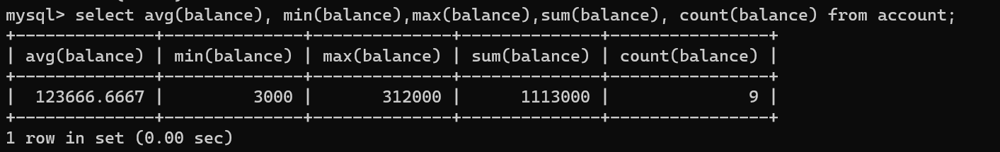 mysql> select avg(balance), min(balance),max(balance),sum(balance), count(balance) from account;
+--------------+--------------+--------------+--------------+----------------+
| avg(balance) | min(balance) | max(balance) | sum(balance) | count(balance) |
+--------------+--------------+--------------+--------------+----------------+
|  123666.6667 |         3000 |       312000 |      1113000 |              9 |
+--------------+--------------+--------------+--------------+----------------+
1 row in set (0.00 sec)